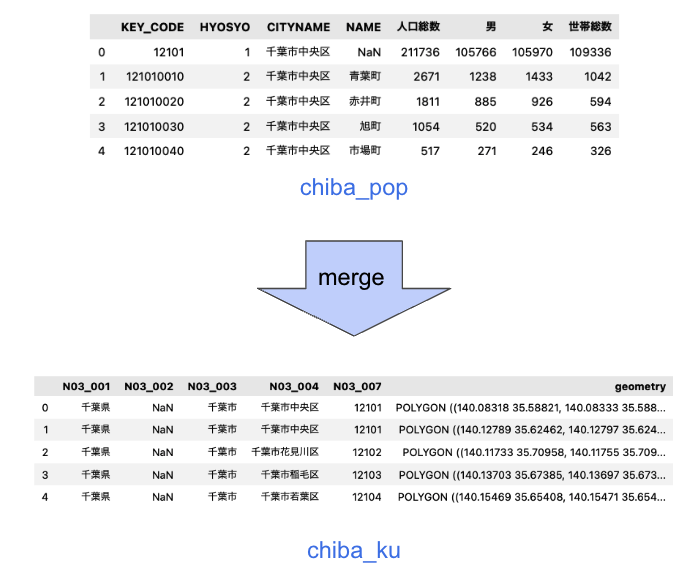 KEY_CODE HYOSYO CITYNAME NAME 人口総数 男 女 世帯総数
0 12101 1 千葉市中央区 NaN 211736 105766 105970 109336
1 121010010 2 千葉市中央区 青葉町 2671 1238 1433 1042
2 121010020 2 千葉市中央区 赤井町 1811 885 926 594
3 121010030 2 千葉市中央区 旭町 1054 520 534 563
4 121010040 2 千葉市中央区 市場町 517 271 246 326
chiba_pop
merge
N03_001 N03_002 N03_003 N03_004 N03_007 geometry
0 千葉県 NaN 千葉市 千葉市中央区 12101 POLYGON ((140.08318 35.58821, 140.08333 35.588...
1 千葉県 NaN 千葉市 千葉市中央区 12101 POLYGON ((140.12789 35.62462, 140.12797 35.624...
2 千葉県 NaN 千葉市 千葉市花見川区 12102 POLYGON ((140.11733 35.70958, 140.11755 35.709...
3 千葉県 NaN 千葉市 千葉市稲毛区 12103 POLYGON ((140.13703 35.67385, 140.13697 35.673...
4 千葉県 NaN 千葉市 千葉市若葉区 12104 POLYGON ((140.15469 35.65408, 140.15471 35.654...
chiba_ku